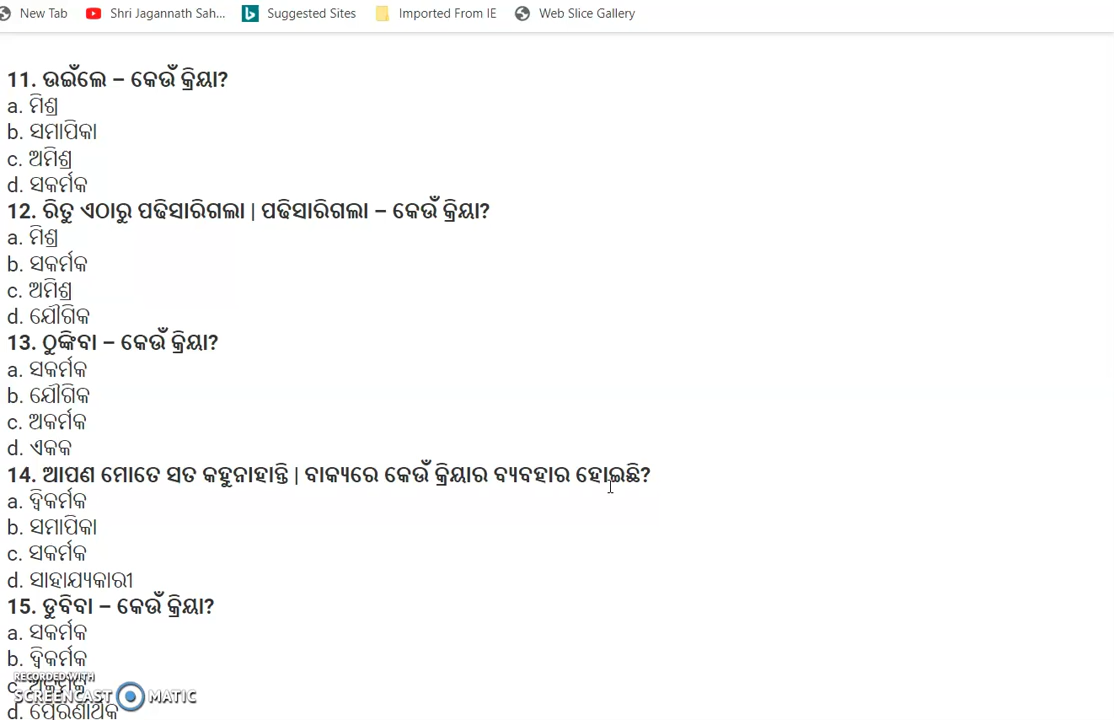 New Tab Shri Jagannath Sah... Suggested Sites Imported From IE Web Slice Gallery
11. ଉଇଁଲେ – କେଉଁ କ୍ରିୟା?
a. ମିଶ୍ର
b. ସମାପିକା
c. ଅମିଶ୍ର
d. ସକର୍ମକ
12. ରିତୁ ଏଠାରୁ ପଢିସାରିଗଲା | ପଢିସାରିଗଲା – କେଉଁ କ୍ରିୟା?
a. ମିଶ୍ର
b. ସକର୍ମକ
c. ଅମିଶ୍ର
d. ଯୌଗିକ
13. ଠୁଙ୍କିବା – କେଉଁ କ୍ରିୟା?
a. ସକର୍ମକ
b. ଯୌଗିକ
c. ଅକର୍ମକ
d. ଏକକ
14. ଆପଣ ମୋତେ ସତ କହୁନାହାନ୍ତି | ବାକ୍ୟରେ କେଉଁ କ୍ରିୟାର ବ୍ୟବହାର ହୋଇଛି?
a. ଦ୍ୱିକର୍ମକ
b. ସମାପିକା
c. ସକର୍ମକ
d. ସାହାଯ୍ୟକାରୀ
15. ଡୁବିବା – କେଉଁ କ୍ରିୟା?
a. ସକର୍ମକ
b. ଦ୍ୱିକର୍ମକ
RECORDED WITH
c. ଅକର୍ମକ
SCREENCAST MATIC
d. ପ୍ରେରଣାର୍ଥକ